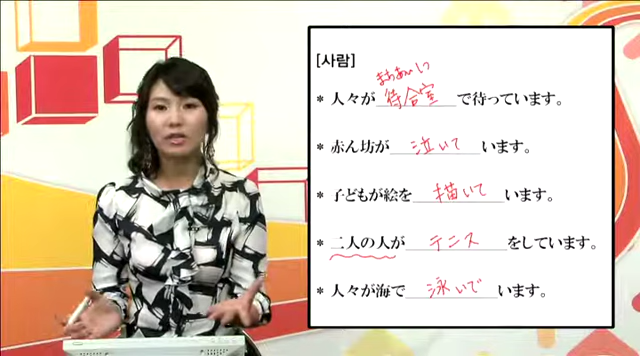 [사람]
まちあいしつ
* 人々が 待合室 で待っています。
* 赤ん坊が 泣いて います。
* 子どもが絵を 描いて います。
* 二人の人が テニス をしています。
* 人々が海で 泳いで います。